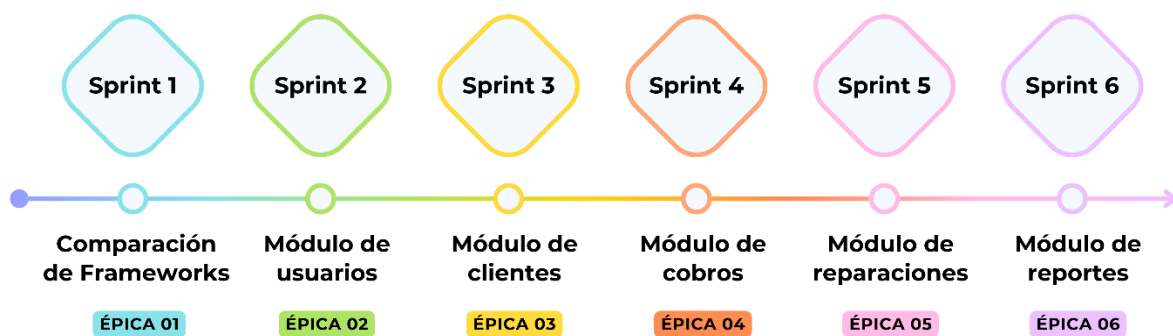 Sprint 1
Sprint 2
Sprint 3
Sprint 4
Sprint 5
Sprint 6
Comparación
de Frameworks
Módulo de
usuarios
Módulo de
clientes
Módulo de
cobros
Módulo de
reparaciones
Módulo de
reportes
ÉPICA 01
ÉPICA 02
ÉPICA 03
ÉPICA 04
ÉPICA 05
ÉPICA 06